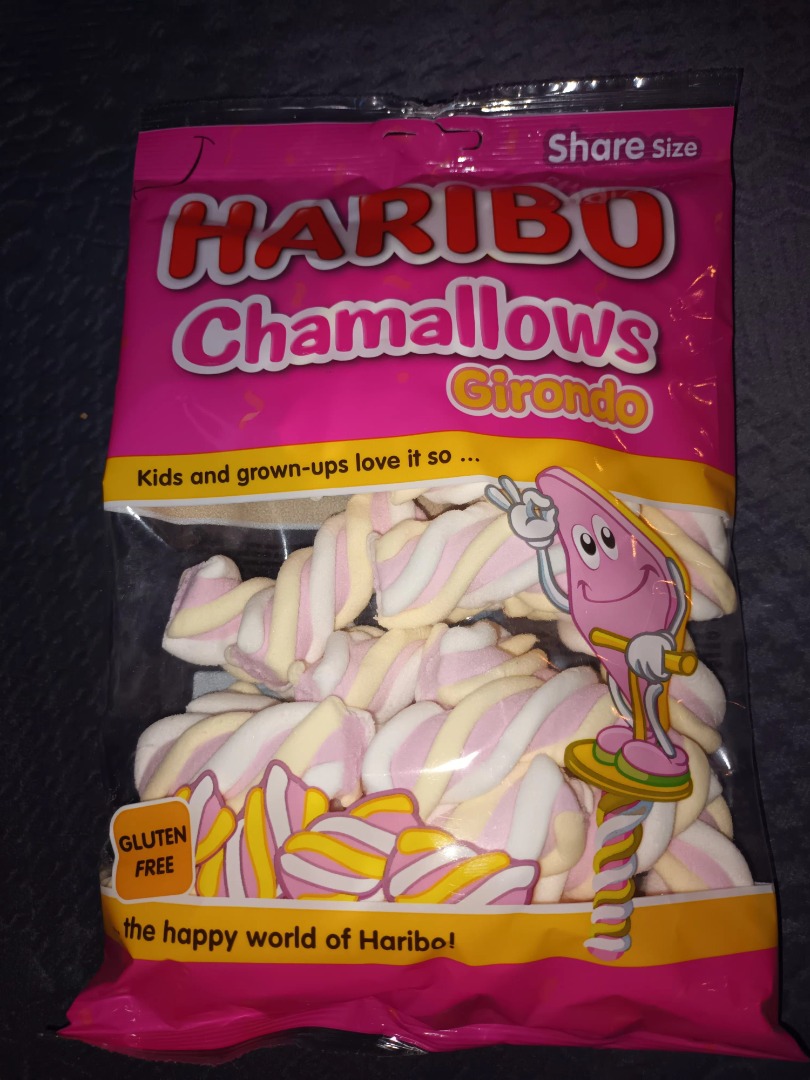 Share Size
HARIBO
Chamallows
Girondo
Kids and grown-ups love it so ...
GLUTEN
FREE
... the happy world of Haribo!